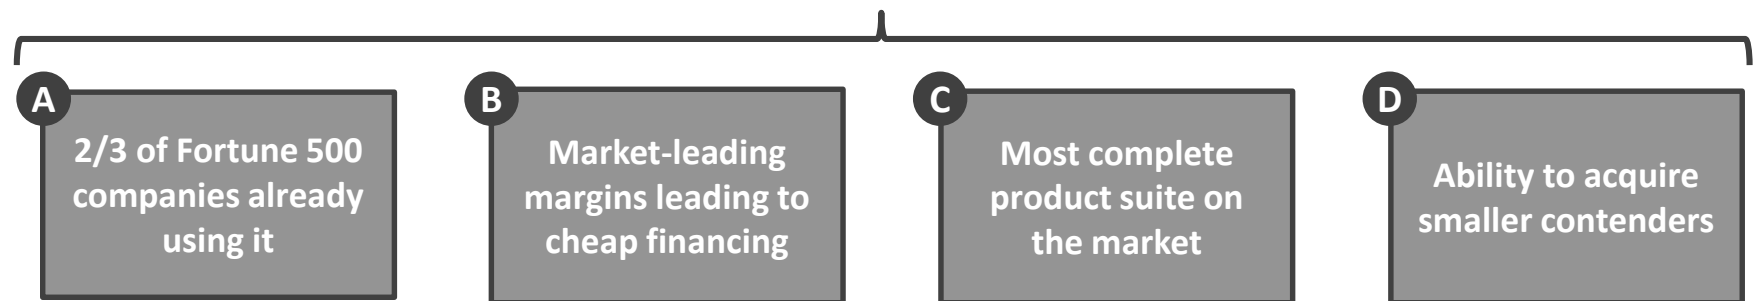 A
2/3 of Fortune 500
companies already
using it
B
Market-leading
margins leading to
cheap financing
C
Most complete
product suite on
the market
D
Ability to acquire
smaller contenders